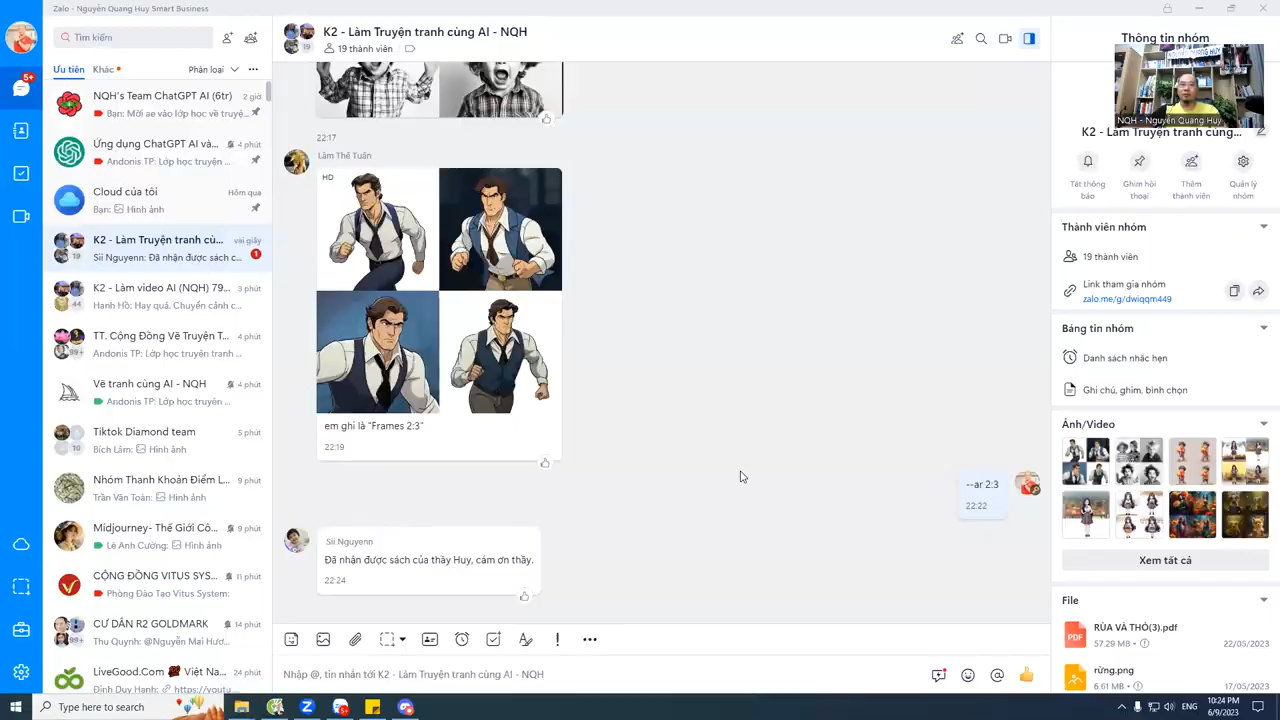 Zalo - Nguyễn Quang Huy Smart Business
Tìm kiếm
Ưu tiên
Khác
Phân loại
NQH's Team ChatGPT AI (6tr)
2 giờ
Bạn: Mời ae vào lớp học vẽ truyệ...
Ứng dụng ChatGPT AI và...
4 phút
Andonis TP: Lớp học truyện ...
Cloud của tôi
Hôm qua
Bạn: Hình ảnh
K2 - Làm Truyện tranh cù...
vài giây
Sii Nguyenn: Đã nhận được sách c...
1
K2 - Làm video AI (NQH) 79...
3 phút
Hạnh Hồ: Hay quá, Chuyển cảnh c...
44
TT. Cộng Đồng Vẽ Truyện T...
4 phút
Andonis TP: Lớp học truyện tranh ...
99+
Vẽ tranh cùng AI - NQH
4 phút
Andonis TP: Lớp học truyện ...
Tiktok Diamond team
5 phút
Bích Lâm: Hình ảnh
10
Nhóm Thanh Khoản Điểm L...
9 phút
Trần Văn Toản: Hình ảnh
Midjourney- Thế Giới Cô...
9 phút
Lê Anh Cường: Hình ảnh
CỘNG ĐỒNG VITUS SYS...
11 phút
Phòng Đào Tạo Vitus System:
CƯ DÂN R2 GOLDMARK
14 phút
Thu Quỳnh: @Nguyễn Mai Hươ...
99+
LiveGood.Com Việt Na...
24 phút
Định Duy Hạnh: https://youtu...
5+
19
K2 - Làm Truyện tranh cùng AI - NQH
19 thành viên
22:17
Lâm Thế Tuấn
HD
em ghi là "Frames 2:3"
22:19
--ar 2:3
22:22
Sii Nguyenn
Đã nhận được sách của thầy Huy, cám ơn thầy.
22:24
Nhập @, tin nhắn tới K2 - Làm Truyện tranh cùng AI - NQH
Thông tin nhóm
NGUYỄN QUANG HUY
NQH - Nguyễn Quang Huy
K2 - Làm Truyện tranh cùng...
Tắt thông báo
Ghim hội thoại
Thêm thành viên
Quản lý nhóm
Thành viên nhóm
19 thành viên
Link tham gia nhóm
zalo.me/g/dwiqqm449
Bảng tin nhóm
Danh sách nhắc hẹn
Ghi chú, ghim, bình chọn
Ảnh/Video
Xem tất cả
File
PDF
RÙA VÀ THỎ(3).pdf
57.29 MB
22/05/2023
rừng.png
6.61 MB
17/05/2023
Type here to search
ENG
10:24 PM
6/9/2023